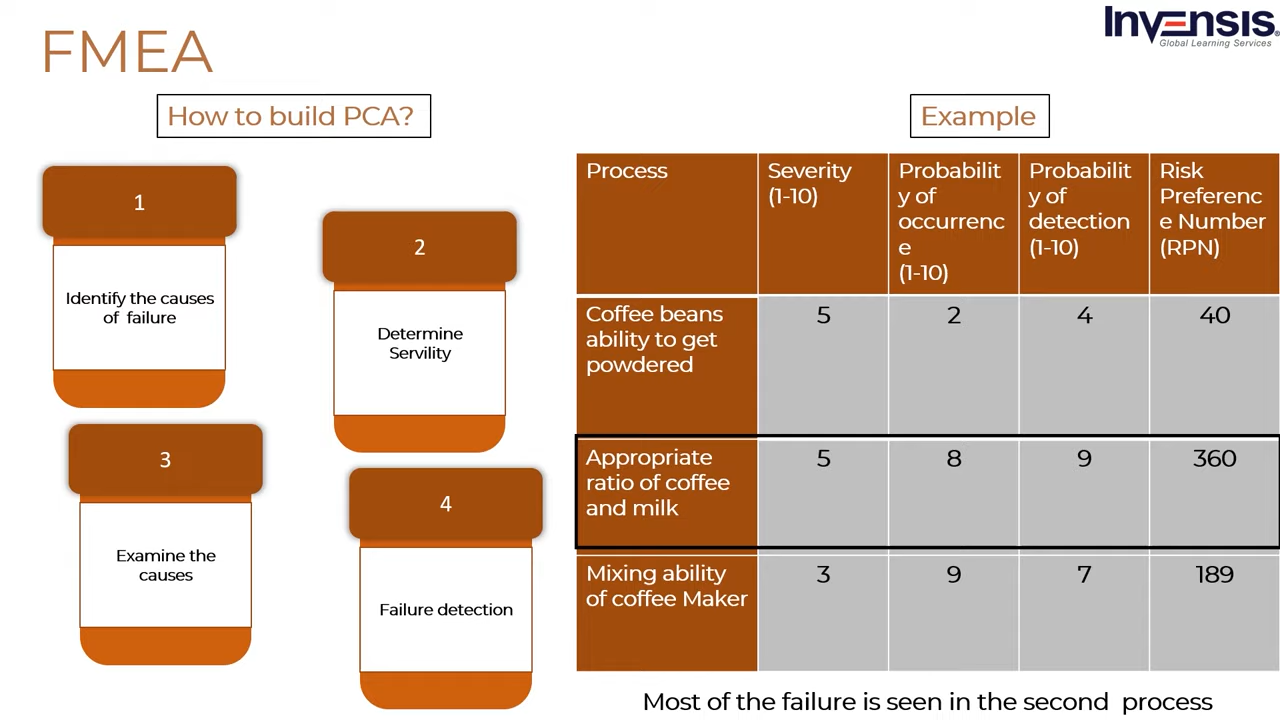 FMEA
Invensis
Global Learning Services
How to build PCA?
1
Identify the causes
of failure
2
Determine
Servility
3
Examine the
causes
4
Failure detection
Example
Process
Severity
(1-10)
Probabilit
y of
occurrenc
e
(1-10)
Probabilit
y of
detection
(1-10)
Risk
Preferenc
e Number
(RPN)
Coffee beans
ability to get
powdered
5
2
4
40
Appropriate
ratio of coffee
and milk
5
8
9
360
Mixing ability
of coffee Maker
3
9
7
189
Most of the failure is seen in the second process